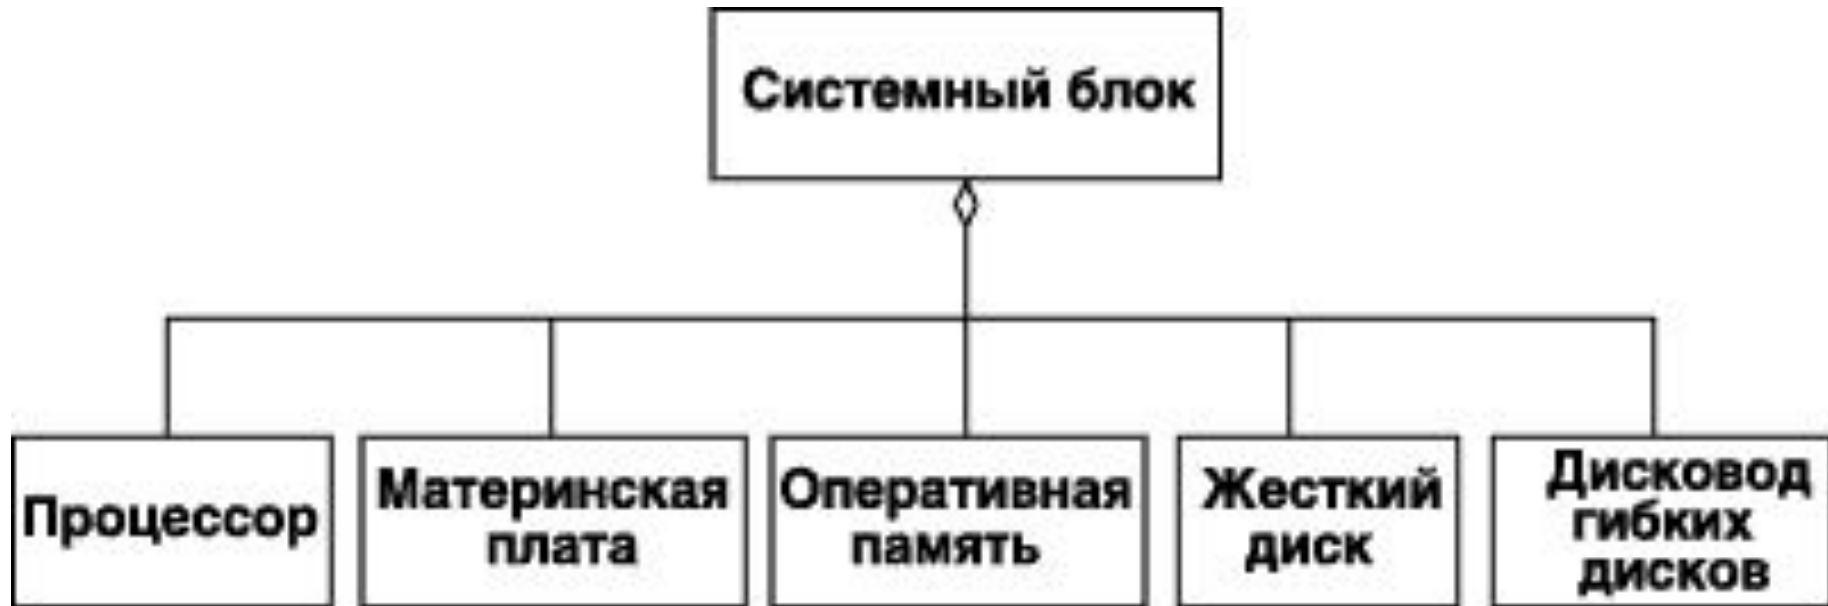 Системный блок
Процессор
Материнская
плата
Оперативная
память
Жесткий
диск
Дисковод
гибких
дисков